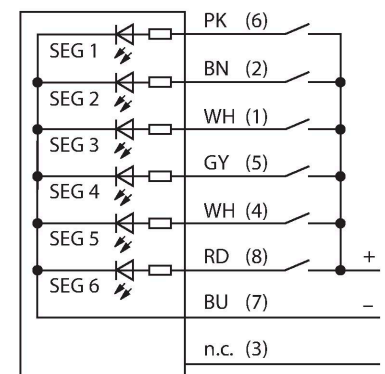 PK (6)
SEG 1
BN (2)
SEG 2
WH (1)
SEG 3
GY (5)
SEG 4
WH (4)
SEG 5
RD (8)
+
SEG 6
BU (7)
–
n.c. (3)